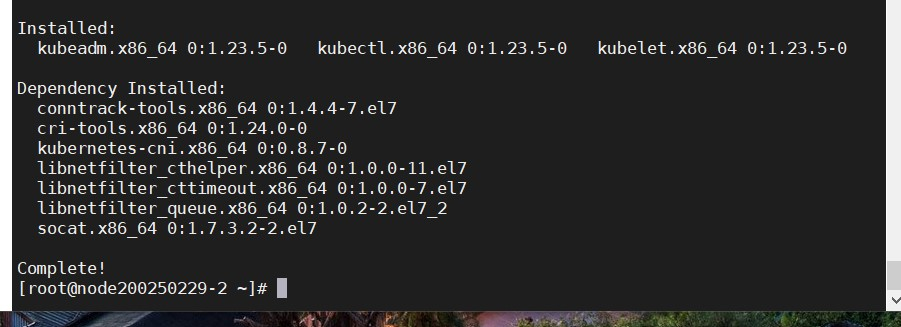 Installed:
kubeadm.x86_64 0:1.23.5-0 kubectl.x86_64 0:1.23.5-0 kubelet.x86_64 0:1.23.5-0
Dependency Installed:
conntrack-tools.x86_64 0:1.4.4-7.el7
cri-tools.x86_64 0:1.24.0-0
kubernetes-cni.x86_64 0:0.8.7-0
libnetfilter_cthelper.x86_64 0:1.0.0-11.el7
libnetfilter_cttimeout.x86_64 0:1.0.0-7.el7
libnetfilter_queue.x86_64 0:1.0.2-2.el7_2
socat.x86_64 0:1.7.3.2-2.el7
Complete!
[root@node200250229-2 ~]#